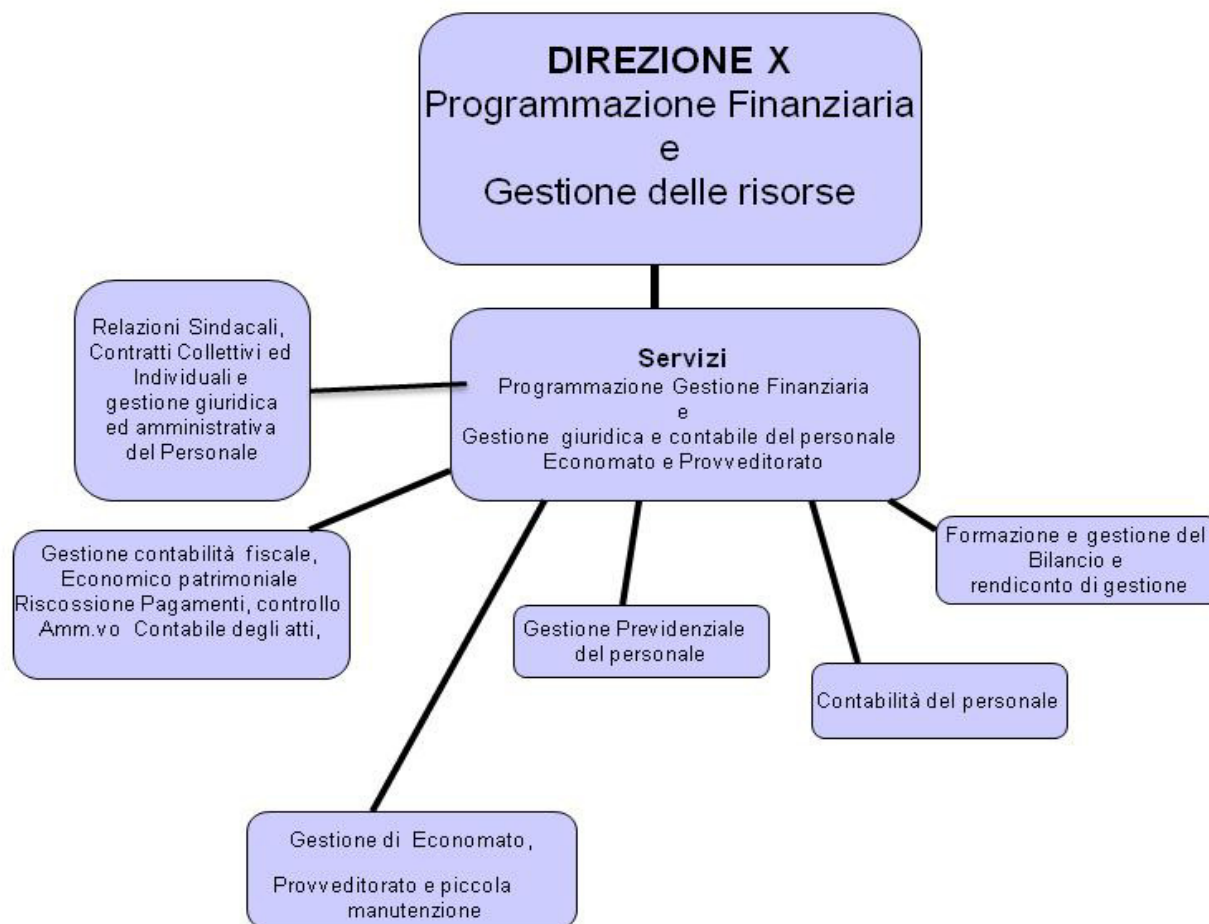 DIREZIONE X
Programmazione Finanziaria
e
Gestione delle risorse
Relazioni Sindacali,
Contratti Collettivi ed
Individuali e
gestione giuridica
ed amministrativa
del Personale
Servizi
Programmazione Gestione Finanziaria
e
Gestione giuridica e contabile del personale
Economato e Provveditorato
Gestione contabilità fiscale,
Economico patrimoniale
Riscossione Pagamenti, controllo
Amm.vo Contabile degli atti,
Gestione Previdenziale
del personale
Formazione e gestione del
Bilancio e
rendiconto di gestione
Contabilità del personale
Gestione di Economato,
Provveditorato e piccola
manutenzione